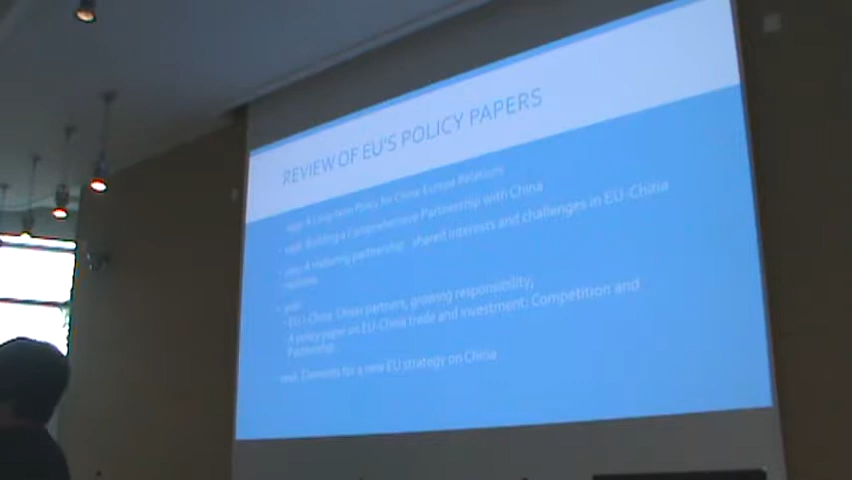 REVIEW OF EU'S POLICY PAPERS
A Long-Term Policy for China Europe Relations
Building a Comprehensive Partnership with China
A maturing partnership: shared interests and challenges in EU-China
relations
EU – China: Closer partners, growing responsibility;
A policy paper on EU-China trade and investment: Competition and
Partnership
Elements for a new EU strategy on China